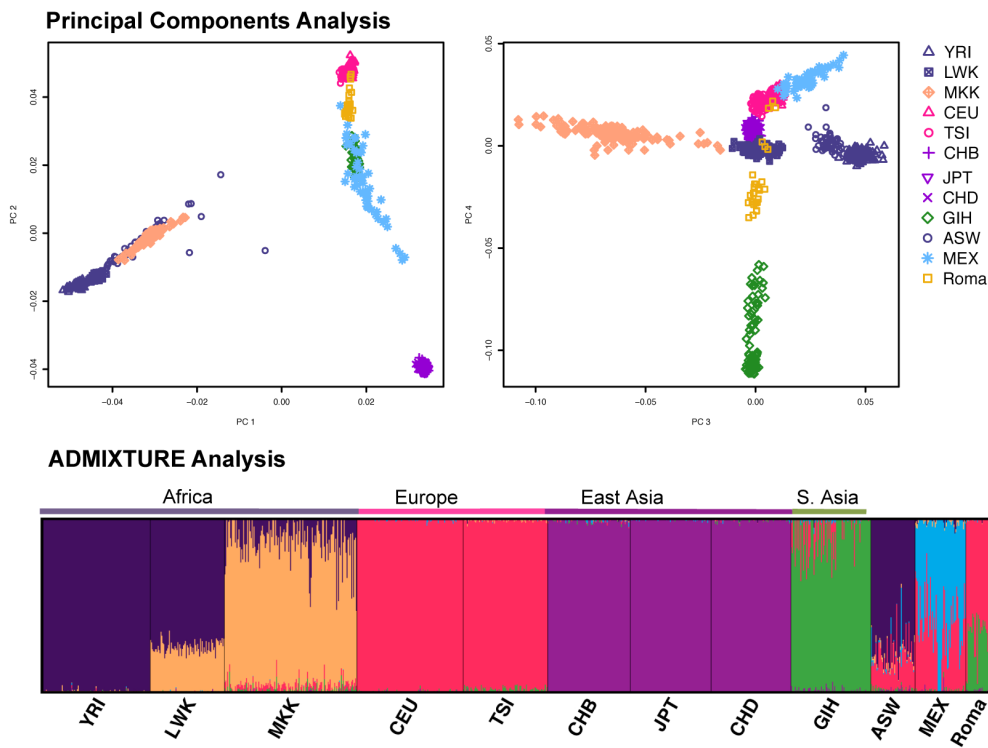 Principal Components Analysis
0.04
0.02
0.00
−0.02
−0.04
PC 2
−0.04
−0.02
0.00
0.02
PC 1
0.05
0.00
−0.05
−0.10
PC 4
−0.10
−0.05
0.00
0.05
PC 3
YRI
LWK
MKK
CEU
TSI
CHB
JPT
CHD
GIH
ASW
MEX
Roma
ADMIXTURE Analysis
Africa
Europe
East Asia
S. Asia
YRI
LWK
MKK
CEU
TSI
CHB
JPT
CHD
GIH
ASW
MEX
Roma